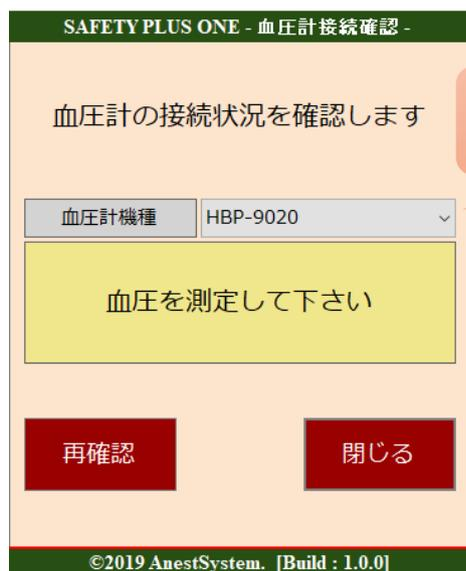 SAFETY PLUS ONE - 血圧計接続確認 -
血圧計の接続状況を確認します
血圧計機種 HBP-9020
血圧を測定して下さい
再確認 閉じる
©2019 AnestSystem. [Build : 1.0.0]